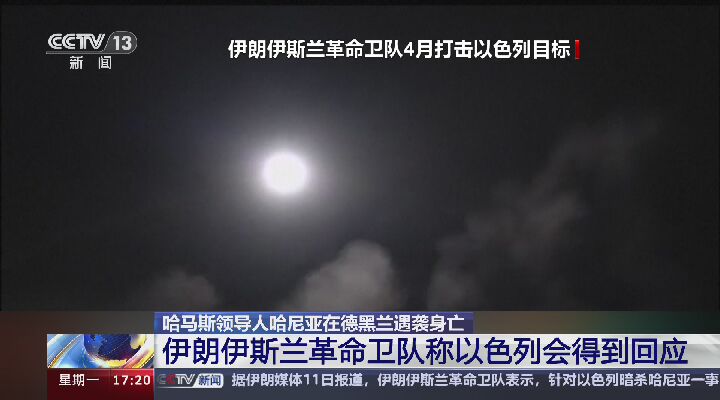 CCTV 13
新闻
伊朗伊斯兰革命卫队4月打击以色列目标
哈马斯领导人哈尼亚在德黑兰遇袭身亡
伊朗伊斯兰革命卫队称以色列会得到回应
星期一 17:20 CCTV 新闻 据伊朗媒体11日报道，伊朗伊斯兰革命卫队表示，针对以色列暗杀哈尼亚一事